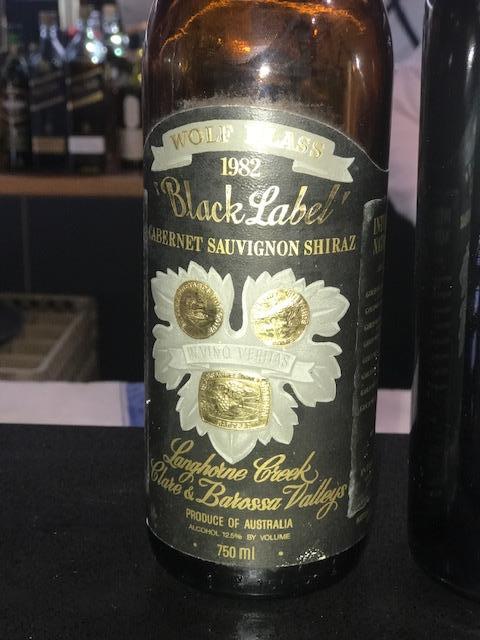 WOLF BLASS
1982
'Black Label'
CABERNET SAUVIGNON SHIRAZ
IN VINO VERITAS
Langhorne Creek
Clare & Barossa Valleys
PRODUCE OF AUSTRALIA
ALCOHOL 12.5% BY VOLUME
750 ml